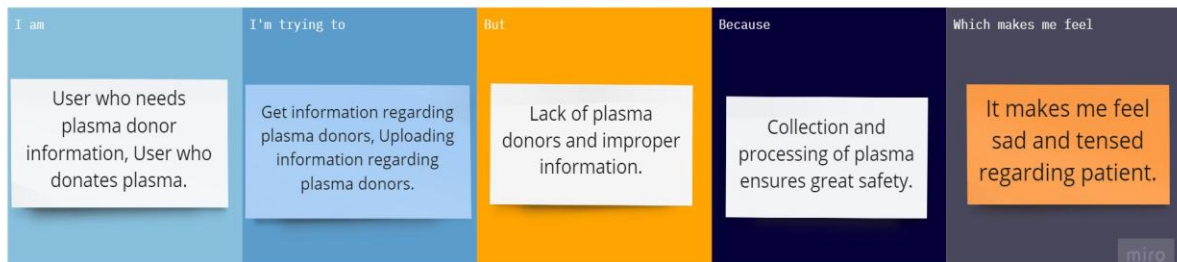 I am
User who needs
plasma donor
information, User who
donates plasma.
I'm trying to
Get information regarding
plasma donors, Uploading
information regarding
plasma donors.
But
Lack of plasma
donors and improper
information.
Because
Collection and
processing of plasma
ensures great safety.
Which makes me feel
It makes me feel
sad and tensed
regarding patient.
miro